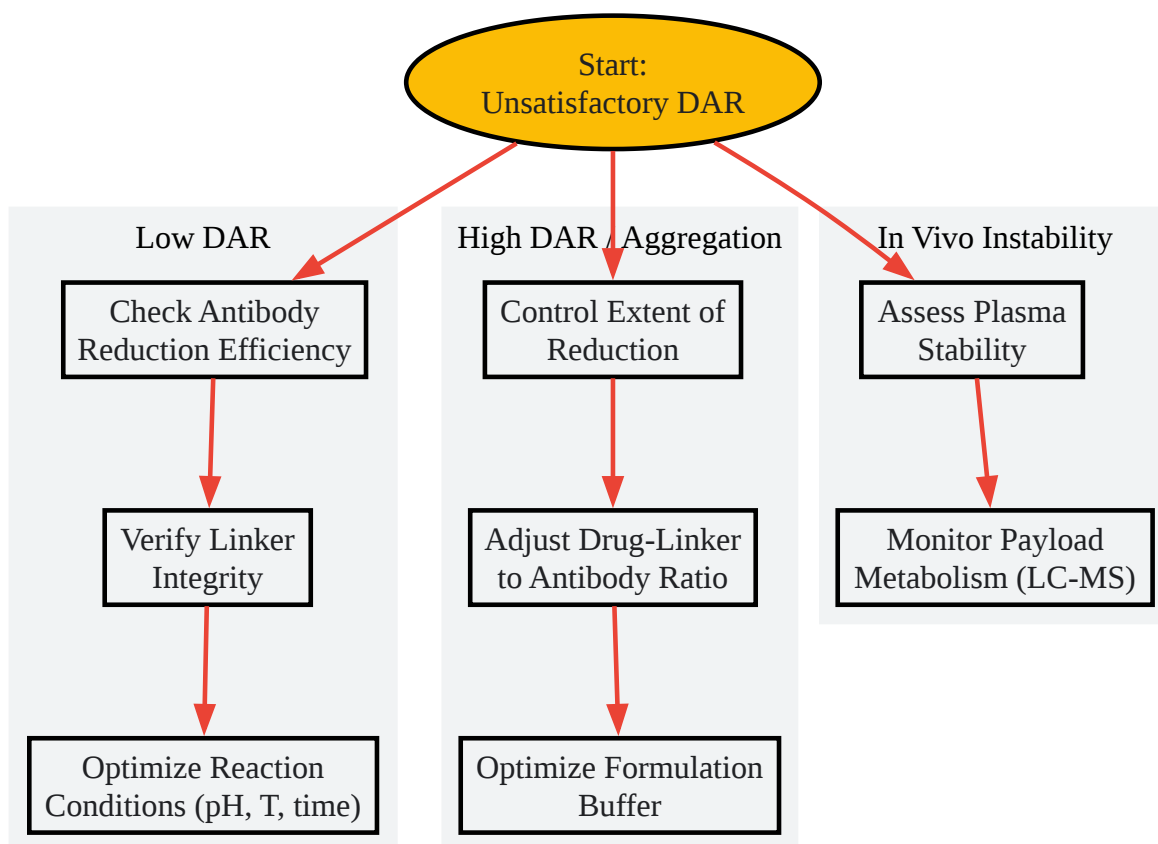 Start:
Unsatisfactory DAR
Low DAR
Check Antibody
Reduction Efficiency
Verify Linker
Integrity
Optimize Reaction
Conditions (pH, T, time)
High DAR / Aggregation
Control Extent of
Reduction
Adjust Drug-Linker
to Antibody Ratio
Optimize Formulation
Buffer
In Vivo Instability
Assess Plasma
Stability
Monitor Payload
Metabolism (LC-MS)